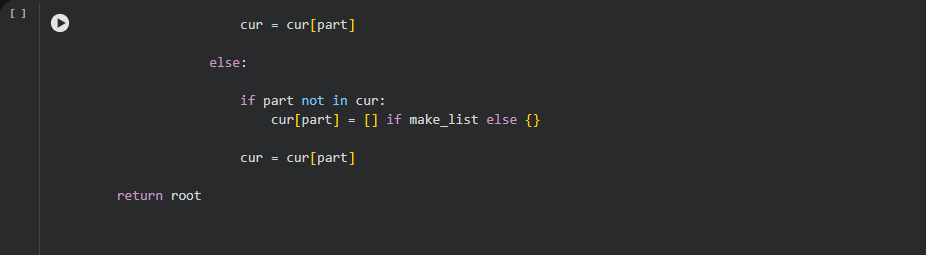 [ ]
cur = cur[part]
else:
if part not in cur:
cur[part] = [] if make_list else {}
cur = cur[part]
return root